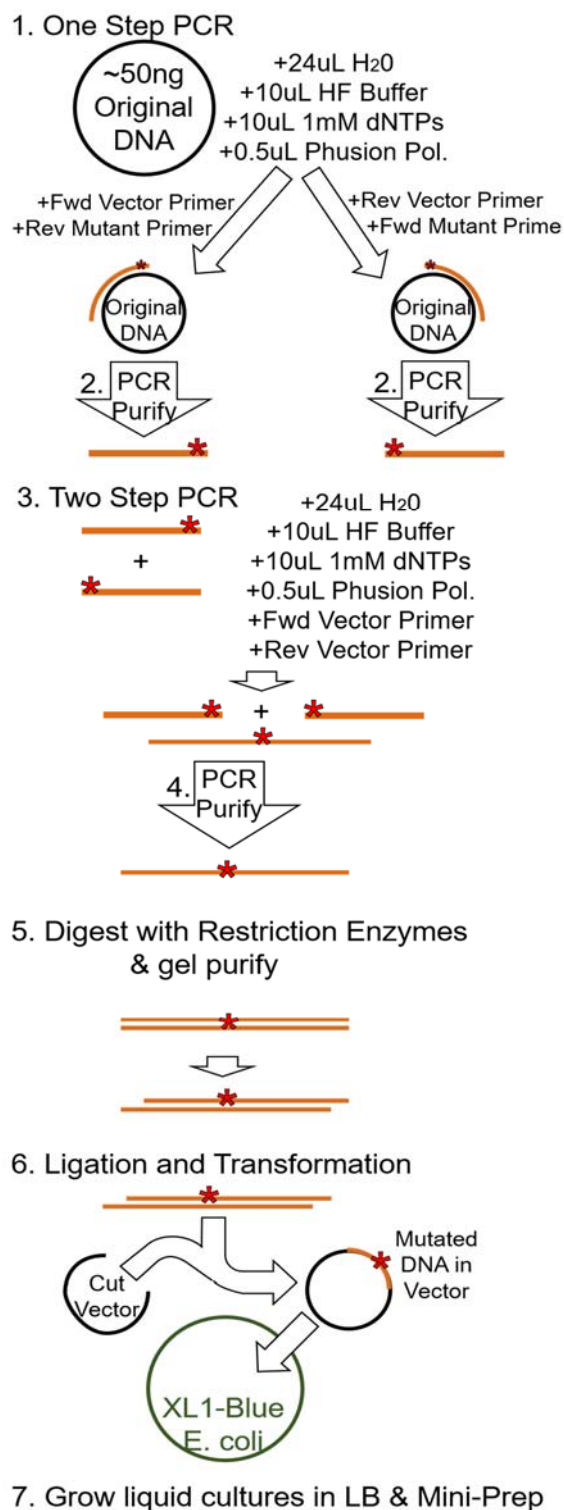 1. One Step PCR
~50ng
Original
DNA
+24uL H20
+10uL HF Buffer
+10uL 1mM dNTPs
+0.5uL Phusion Pol.
+Fwd Vector Primer
+Rev Mutant Primer
+Rev Vector Primer
+Fwd Mutant Prime
*
Original
DNA
*
Original
DNA
2. PCR
Purify
2. PCR
Purify
*
*
3. Two Step PCR
+24uL H20
+10uL HF Buffer
+10uL 1mM dNTPs
+0.5uL Phusion Pol.
+Fwd Vector Primer
+Rev Vector Primer
*
+
*
* + *
*
4. PCR
Purify
*
5. Digest with Restriction Enzymes
& gel purify
*
*
6. Ligation and Transformation
*
Cut
Vector
*
Mutated
DNA in
Vector
XL1-Blue
E. coli
7. Grow liquid cultures in LB & Mini-Prep